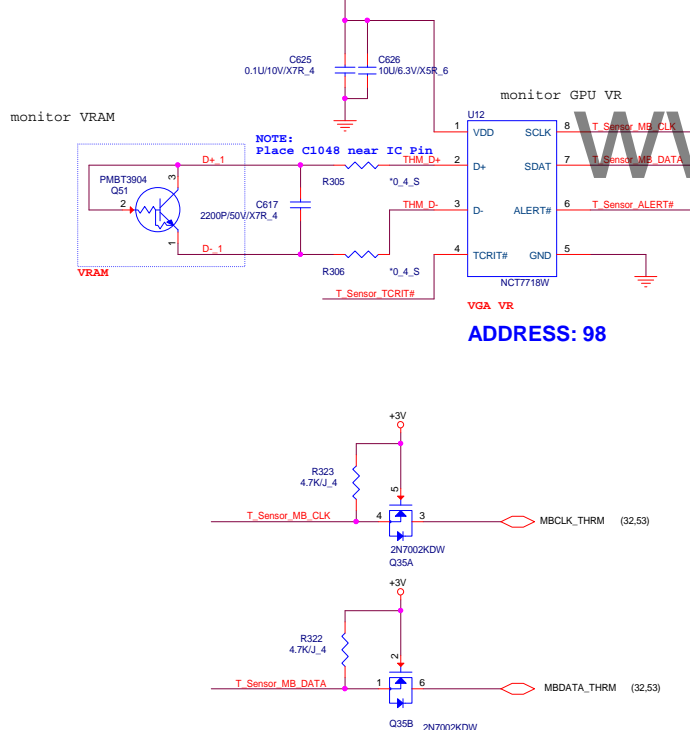 C625
0.1U/10V/X7R_4
C626
10U/6.3V/X5R_6
monitor VRAM
monitor GPU VR
NOTE:
Place C1048 near IC Pin
PMBT3904
Q51
3
2
1
D+_1
D-_1
VRAM
C617
2200P/50V/X7R_4
R305
*0_4_S
THM_D+
R306
*0_4_S
THM_D-
T_Sensor_TCRIT#
U12
1 VDD SCLK 8 T_Sensor_MB_CLK
2 D+ SDAT 7 T_Sensor_MB_DATA
3 D- ALERT# 6 T_Sensor_ALERT#
4 TCRIT# GND 5
NCT7718W
VGA VR
ADDRESS: 98
WW
+3V
R323
4.7K/J_4
5
T_Sensor_MB_CLK
4
3
MBCLK_THRM (32,53)
2N7002KDW
Q35A
+3V
R322
4.7K/J_4
2
T_Sensor_MB_DATA
1
6
MBDATA_THRM (32,53)
Q35B
2N7002KDW